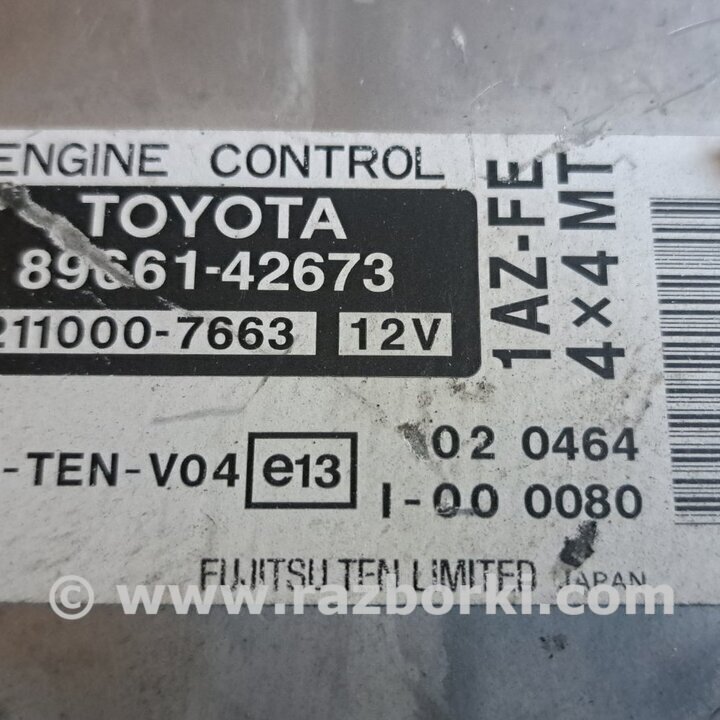 ENGINE CONTROL
TOYOTA
89661-42673
211000-7663 12V
1AZ-FE
4×4 MT
-TEN-V04 e13 02 0464
I-00 0080
FUJITSU TEN LIMITED JAPAN
© www.razborki.com